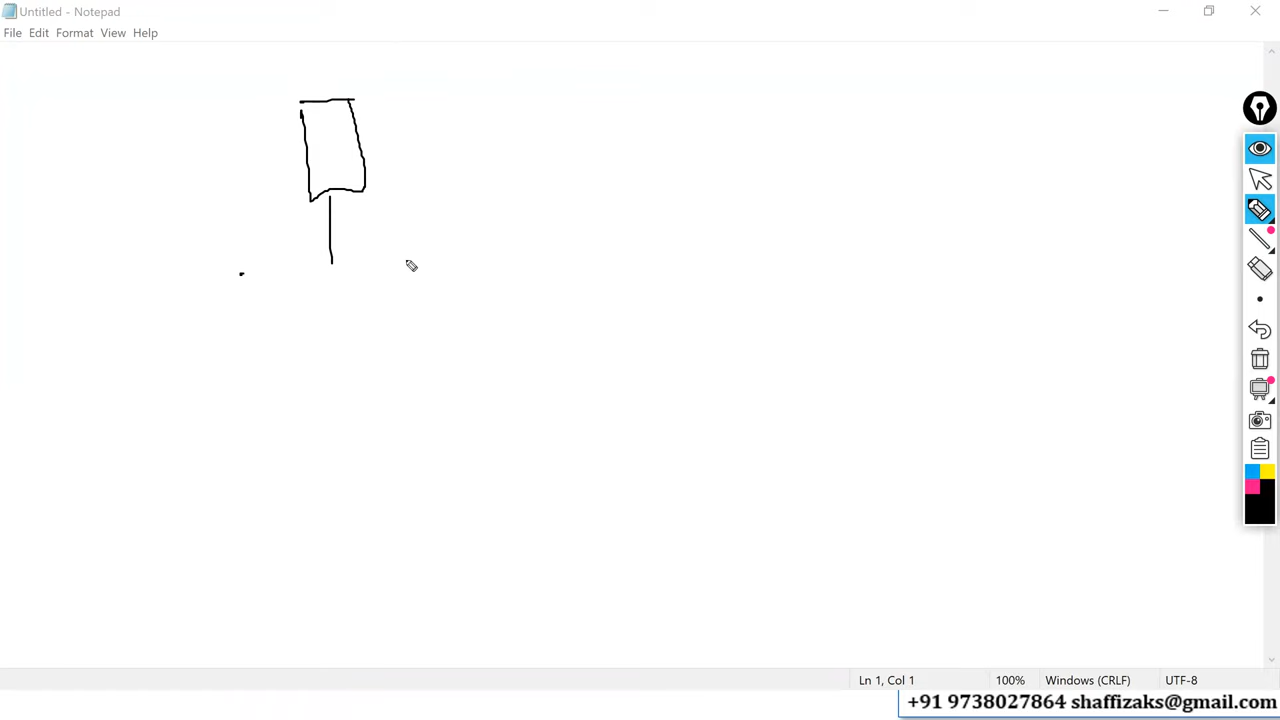 Untitled - Notepad
File Edit Format View Help
Ln 1, Col 1 100% Windows (CRLF) UTF-8
+91 9738027864 shaffizaks@gmail.com